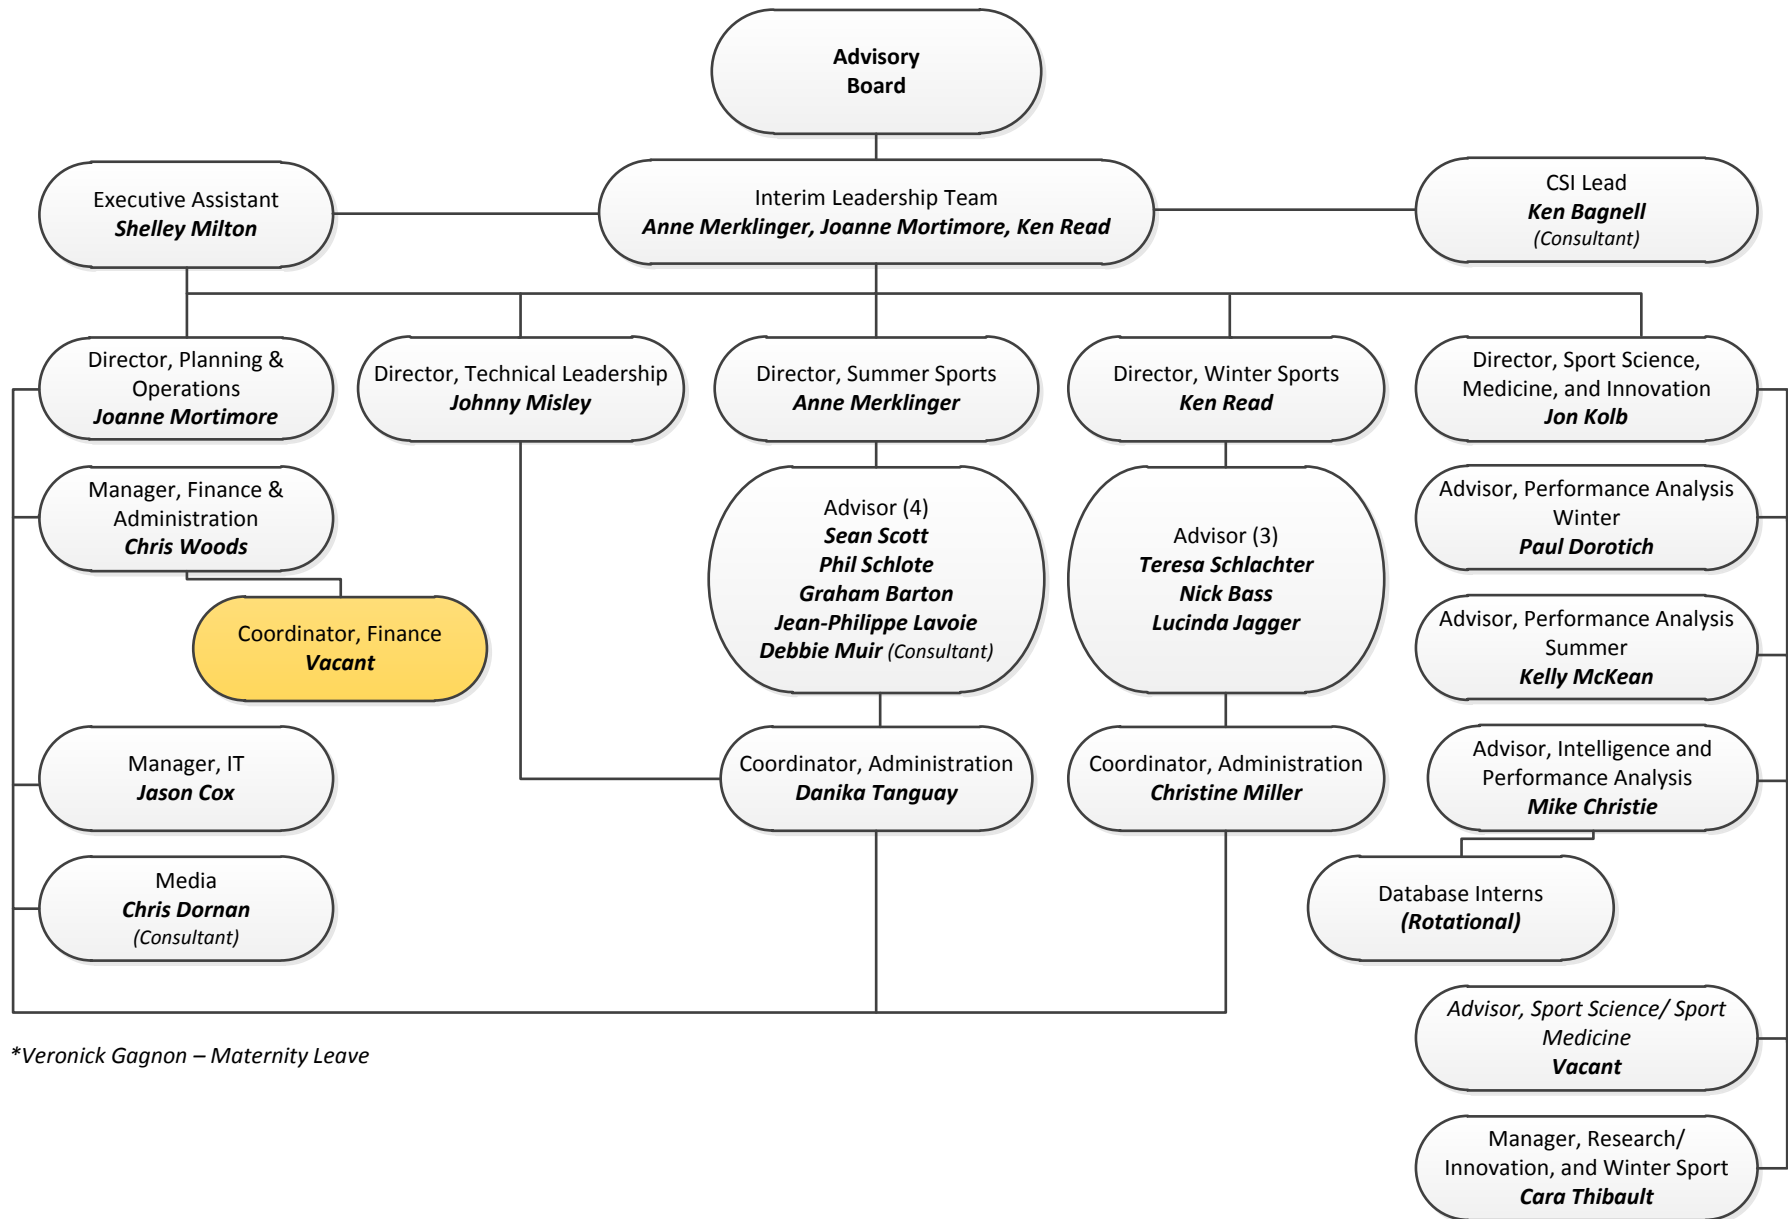 Advisory
Board
Executive Assistant
Shelley Milton
Interim Leadership Team
Anne Merklinger, Joanne Mortimore, Ken Read
CSI Lead
Ken Bagnell
(Consultant)
Director, Planning &
Operations
Joanne Mortimore
Director, Technical Leadership
Johnny Misley
Director, Summer Sports
Anne Merklinger
Director, Winter Sports
Ken Read
Director, Sport Science,
Medicine, and Innovation
Jon Kolb
Manager, Finance &
Administration
Chris Woods
Coordinator, Finance
Vacant
Advisor (4)
Sean Scott
Phil Schlote
Graham Barton
Jean-Philippe Lavoie
Debbie Muir (Consultant)
Advisor (3)
Teresa Schlachter
Nick Bass
Lucinda Jagger
Advisor, Performance Analysis
Winter
Paul Dorotich
Advisor, Performance Analysis
Summer
Kelly McKean
Manager, IT
Jason Cox
Coordinator, Administration
Danika Tanguay
Coordinator, Administration
Christine Miller
Advisor, Intelligence and
Performance Analysis
Mike Christie
Media
Chris Dornan
(Consultant)
Database Interns
(Rotational)
*Veronick Gagnon – Maternity Leave
Advisor, Sport Science/ Sport
Medicine
Vacant
Manager, Research/
Innovation, and Winter Sport
Cara Thibault